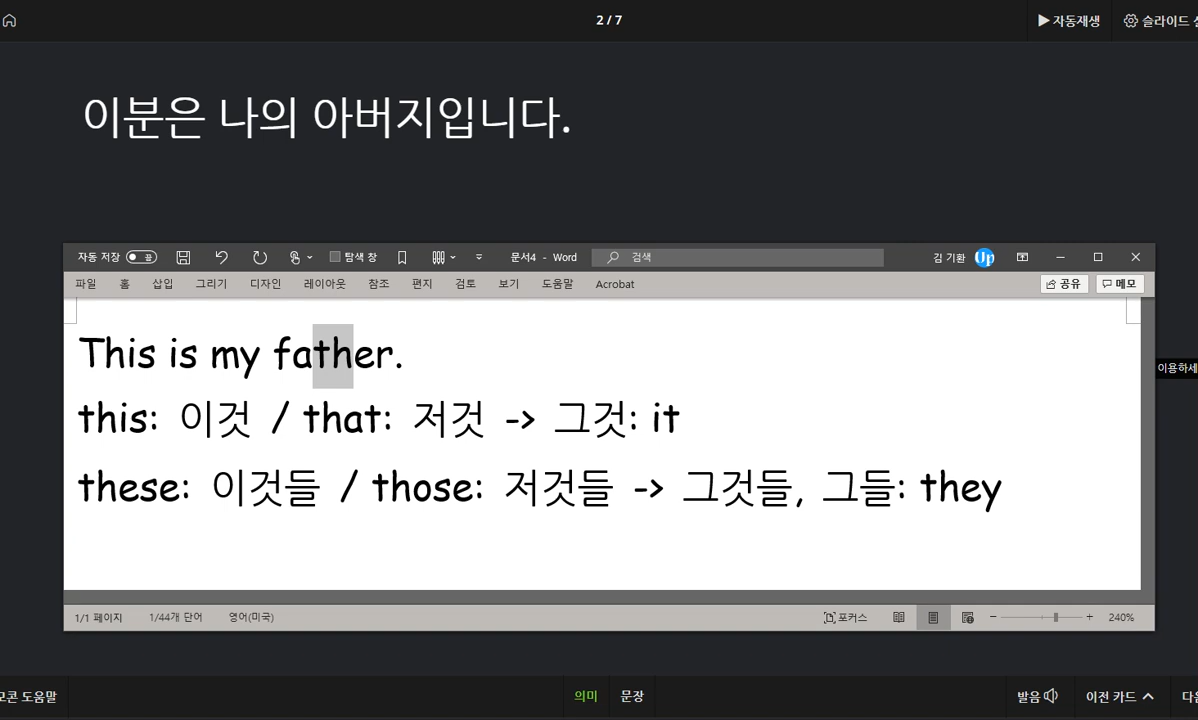 2 / 7
자동재생
슬라이드
이분은 나의 아버지입니다.
자동 저장 끔 탐색 창 문서4 - Word 검색 김 기환 Up
파일 홈 삽입 그리기 디자인 레이아웃 참조 편지 검토 보기 도움말 Acrobat 공유 메모
This is my father.
이용하세
this: 이것 / that: 저것 -> 그것: it
these: 이것들 / those: 저것들 -> 그것들, 그들: they
1/1 페이지 1/44개 단어 영어(미국) 포커스 240%
모콘 도움말 의미 문장 발음 이전 카드 다